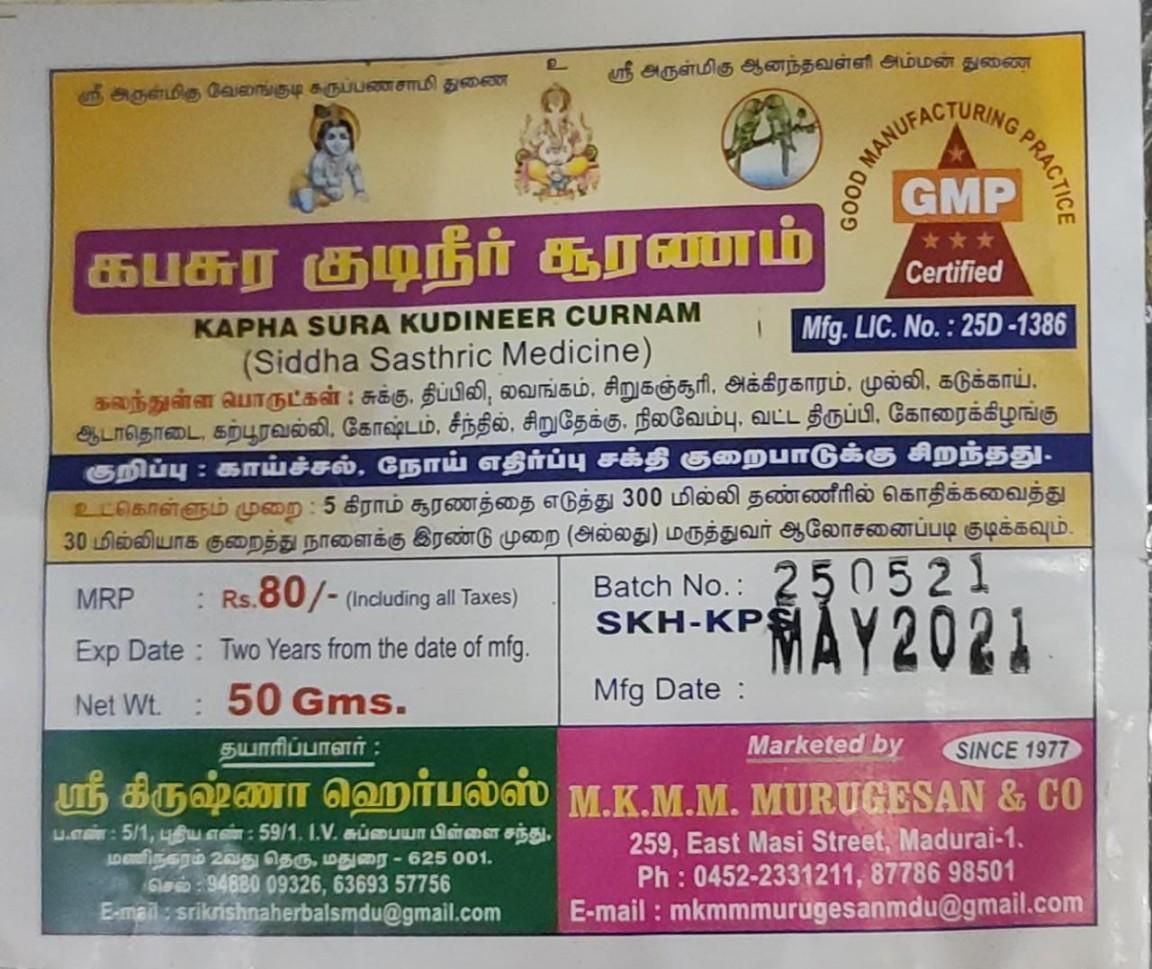 உ
ஸ்ரீ அருள்மிகு வேலங்குடி கருப்பணசாமி துணை
ஸ்ரீ அருள்மிகு ஆனந்தவள்ளி அம்மன் துணை
GOOD MANUFACTURING PRACTICE
GMP
Certified
கபசுர குடிநீர் சூரணம்
KAPHA SURA KUDINEER CURNAM
(Siddha Sasthric Medicine)
Mfg. LIC. No. : 25D -1386
கலந்துள்ள பொருட்கள் : சுக்கு, திப்பிலி, லவங்கம், சிறுகஞ்சூரி, அக்கிரகாரம், முல்லி, கடுக்காய்,
ஆடாதொடை, கற்பூரவல்லி, கோஷ்டம், சீந்தில், சிறுதேக்கு, நிலவேம்பு, வட்ட திருப்பி, கோரைக்கிழங்கு
குறிப்பு : காய்ச்சல், நோய் எதிர்ப்பு சக்தி குறைபாடுக்கு சிறந்தது.
உட்கொள்ளும் முறை : 5 கிராம் சூரணத்தை எடுத்து 300 மில்லி தண்ணீரில் கொதிக்கவைத்து
30 மில்லியாக குறைத்து நாளைக்கு இரண்டு முறை (அல்லது) மருத்துவர் ஆலோசனைப்படி குடிக்கவும்.
MRP : Rs.80/- (Including all Taxes)
Exp Date : Two Years from the date of mfg.
Net Wt. : 50 Gms.
Batch No. : 250521
SKH-KPS
MAY2021
Mfg Date :
தயாரிப்பாளர் :
ஸ்ரீ கிருஷ்ணா ஹெர்பல்ஸ்
ப.எண் : 5/1, புதிய எண் : 59/1. I.V. சுப்பையா பிள்ளை சந்து,
மணிநகரம் 2வது தெரு, மதுரை - 625 001.
செல் : 94880 09326, 63693 57756
E-mail : srikrishnaherbalsmdu@gmail.com
Marketed by
SINCE 1977
M.K.M.M. MURUGESAN & CO
259, East Masi Street, Madurai-1.
Ph : 0452-2331211, 87786 98501
E-mail : mkmmmurugesanmdu@gmail.com